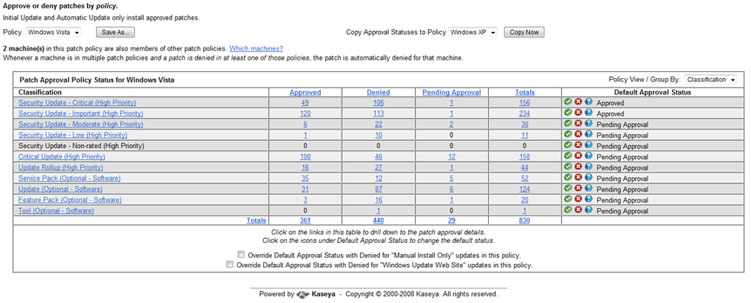 Approve or deny patches by policy.
Initial Update and Automatic Update only install approved patches.
Policy Windows Vista Save As... Copy Approval Statuses to Policy Windows XP Copy Now
2 machine(s) in this patch policy are also members of other patch policies. Which machines?
Whenever a machine is in multiple patch policies and a patch is denied in at least one of those policies, the patch is automatically denied for that machine.
Patch Approval Policy Status for Windows Vista Policy View / Group By: Classification
Classification Approved Denied Pending Approval Totals Default Approval Status
Security Update - Critical (High Priority) 49 106 1 156 Approved
Security Update - Important (High Priority) 120 113 1 234 Approved
Security Update - Moderate (High Priority) 6 22 2 30 Pending Approval
Security Update - Low (High Priority) 1 10 0 11 Pending Approval
Security Update - Non-rated (High Priority) 0 0 0 0 Pending Approval
Critical Update (High Priority) 100 46 12 158 Pending Approval
Update Rollup (High Priority) 16 27 1 44 Pending Approval
Service Pack (Optional - Software) 35 12 5 52 Pending Approval
Update (Optional - Software) 31 87 6 124 Pending Approval
Feature Pack (Optional - Software) 3 16 1 20 Pending Approval
Tool (Optional - Software) 0 1 0 1 Pending Approval
Totals 361 440 29 830
Click on the links in this table to drill down to the patch approval details.
Click on the icons under Default Approval Status to change the default status.
Override Default Approval Status with Denied for "Manual Install Only" updates in this policy.
Override Default Approval Status with Denied for "Windows Update Web Site" updates in this policy.
Powered by Kaseya - Copyright © 2000-2008 Kaseya. All rights reserved.